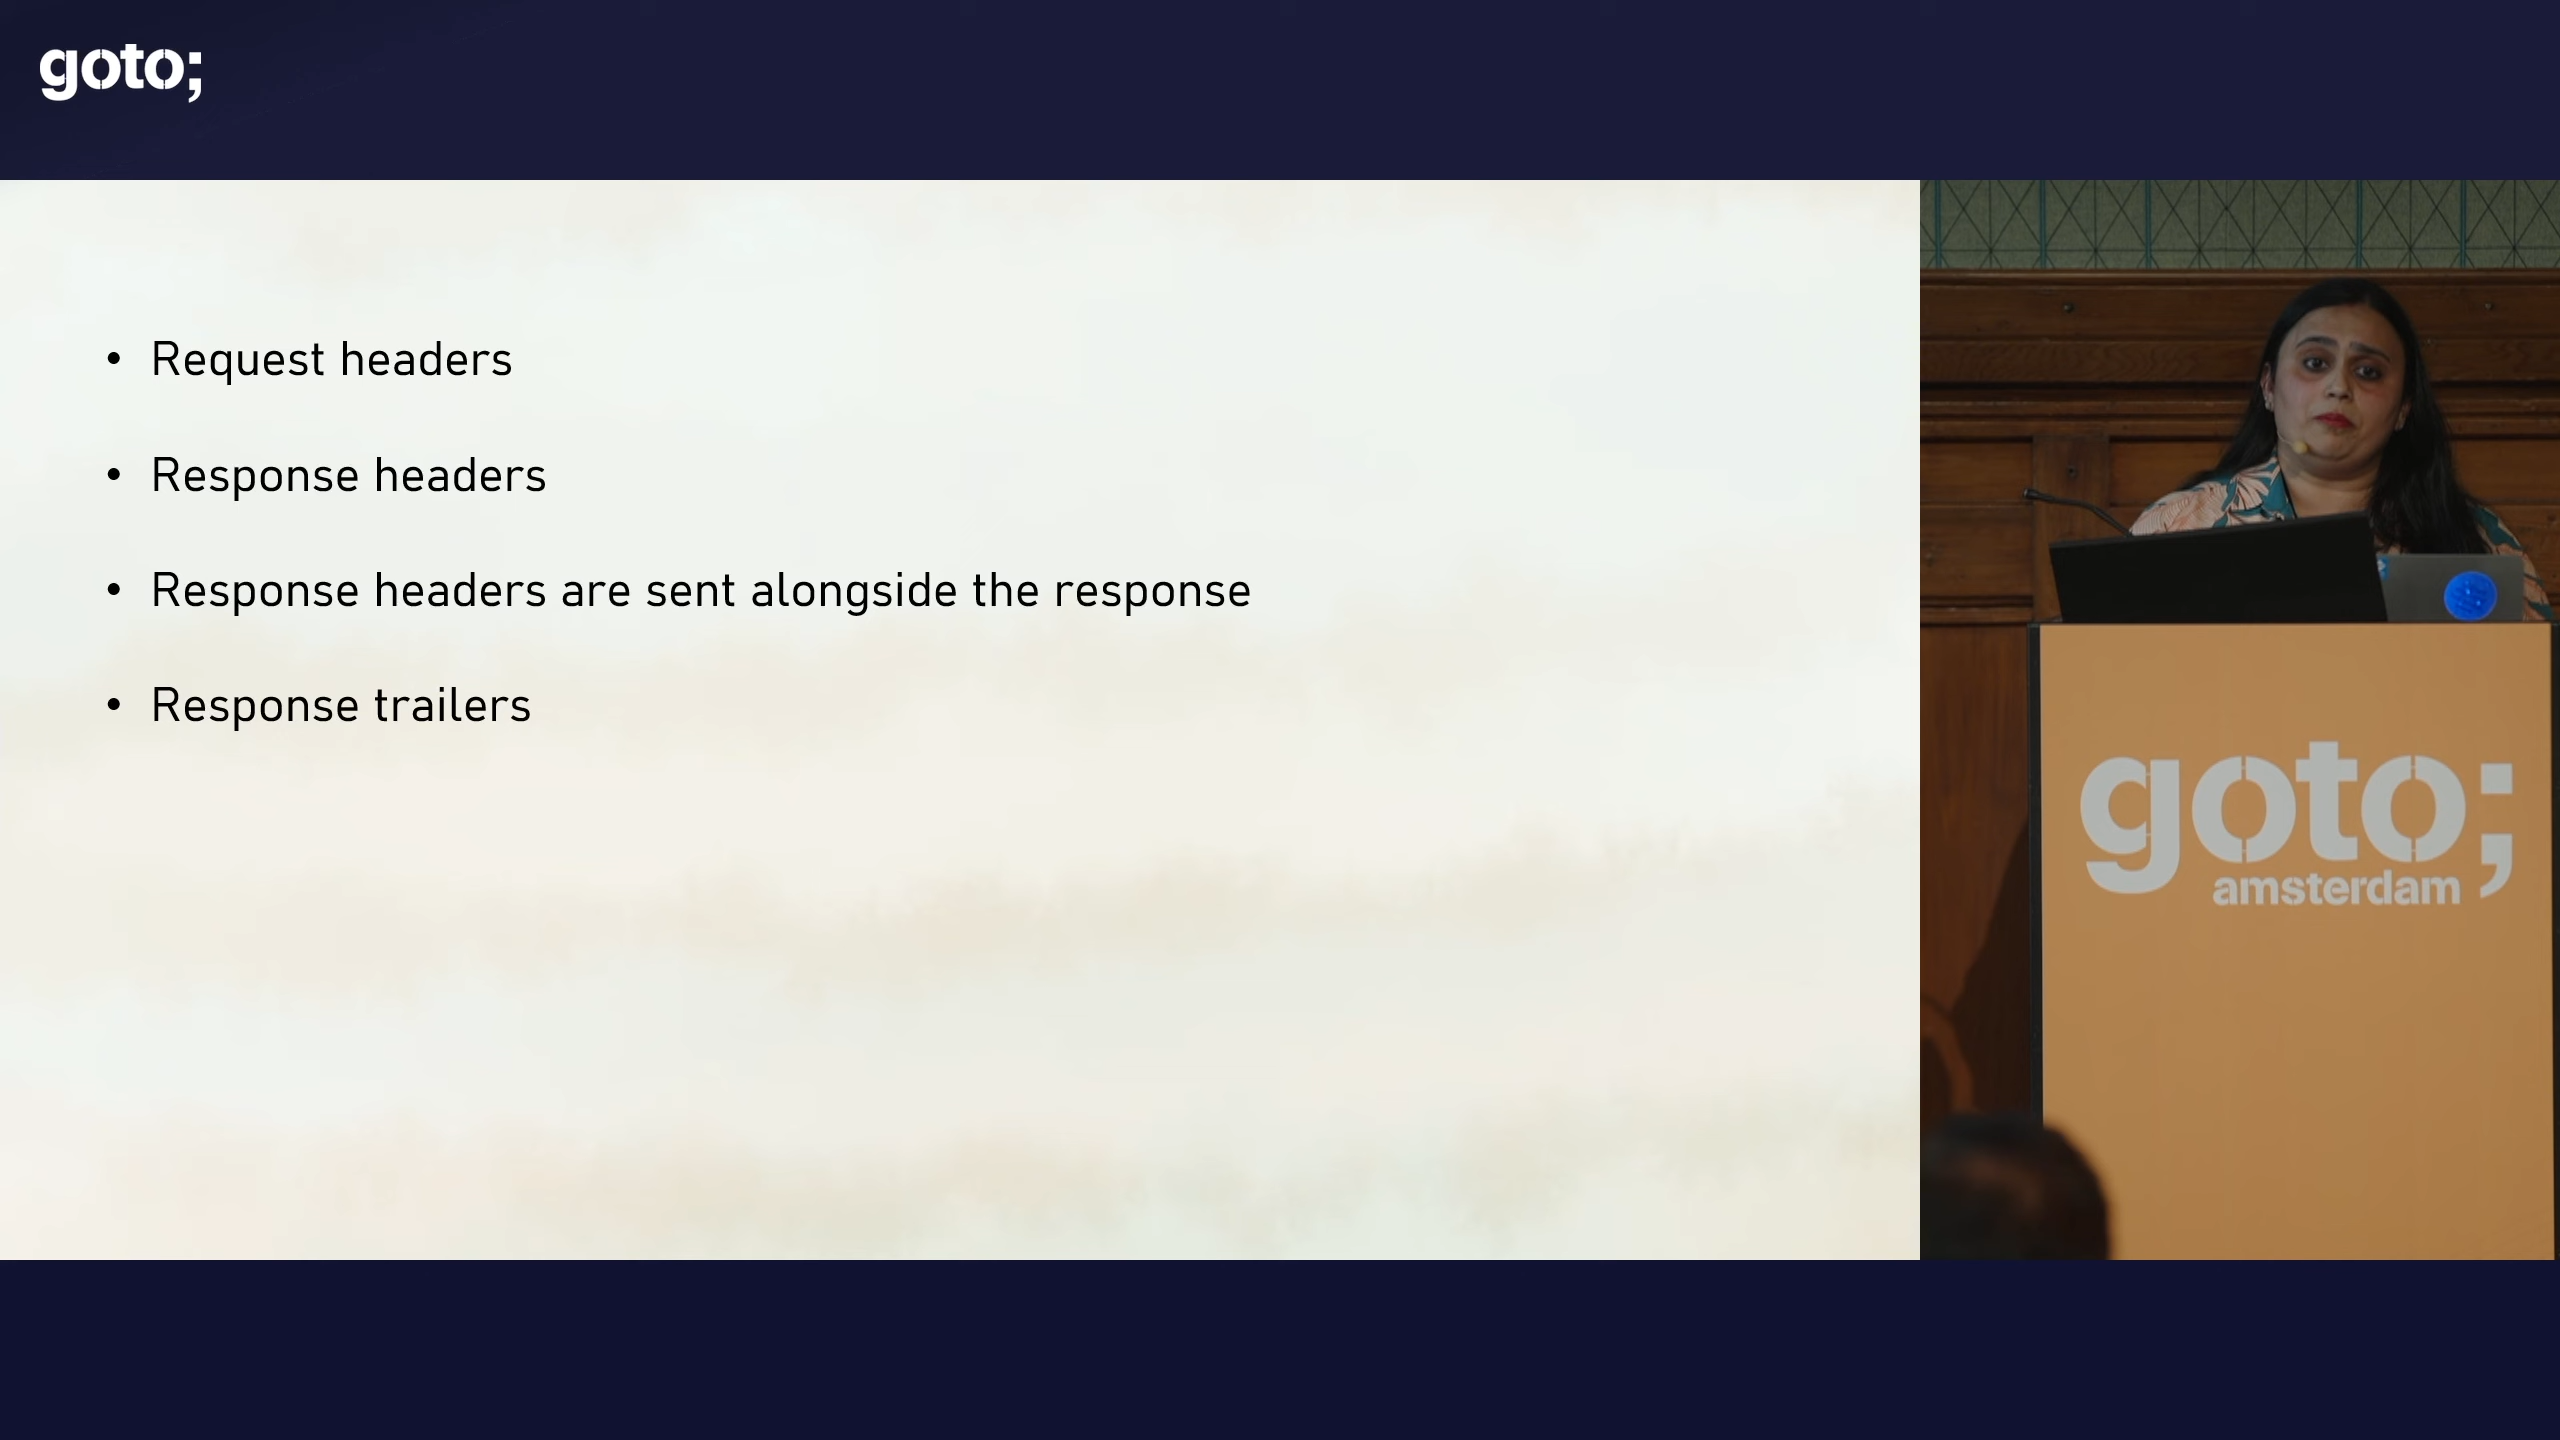 goto;
• Request headers
• Response headers
• Response headers are sent alongside the response
• Response trailers
goto;
amsterdam